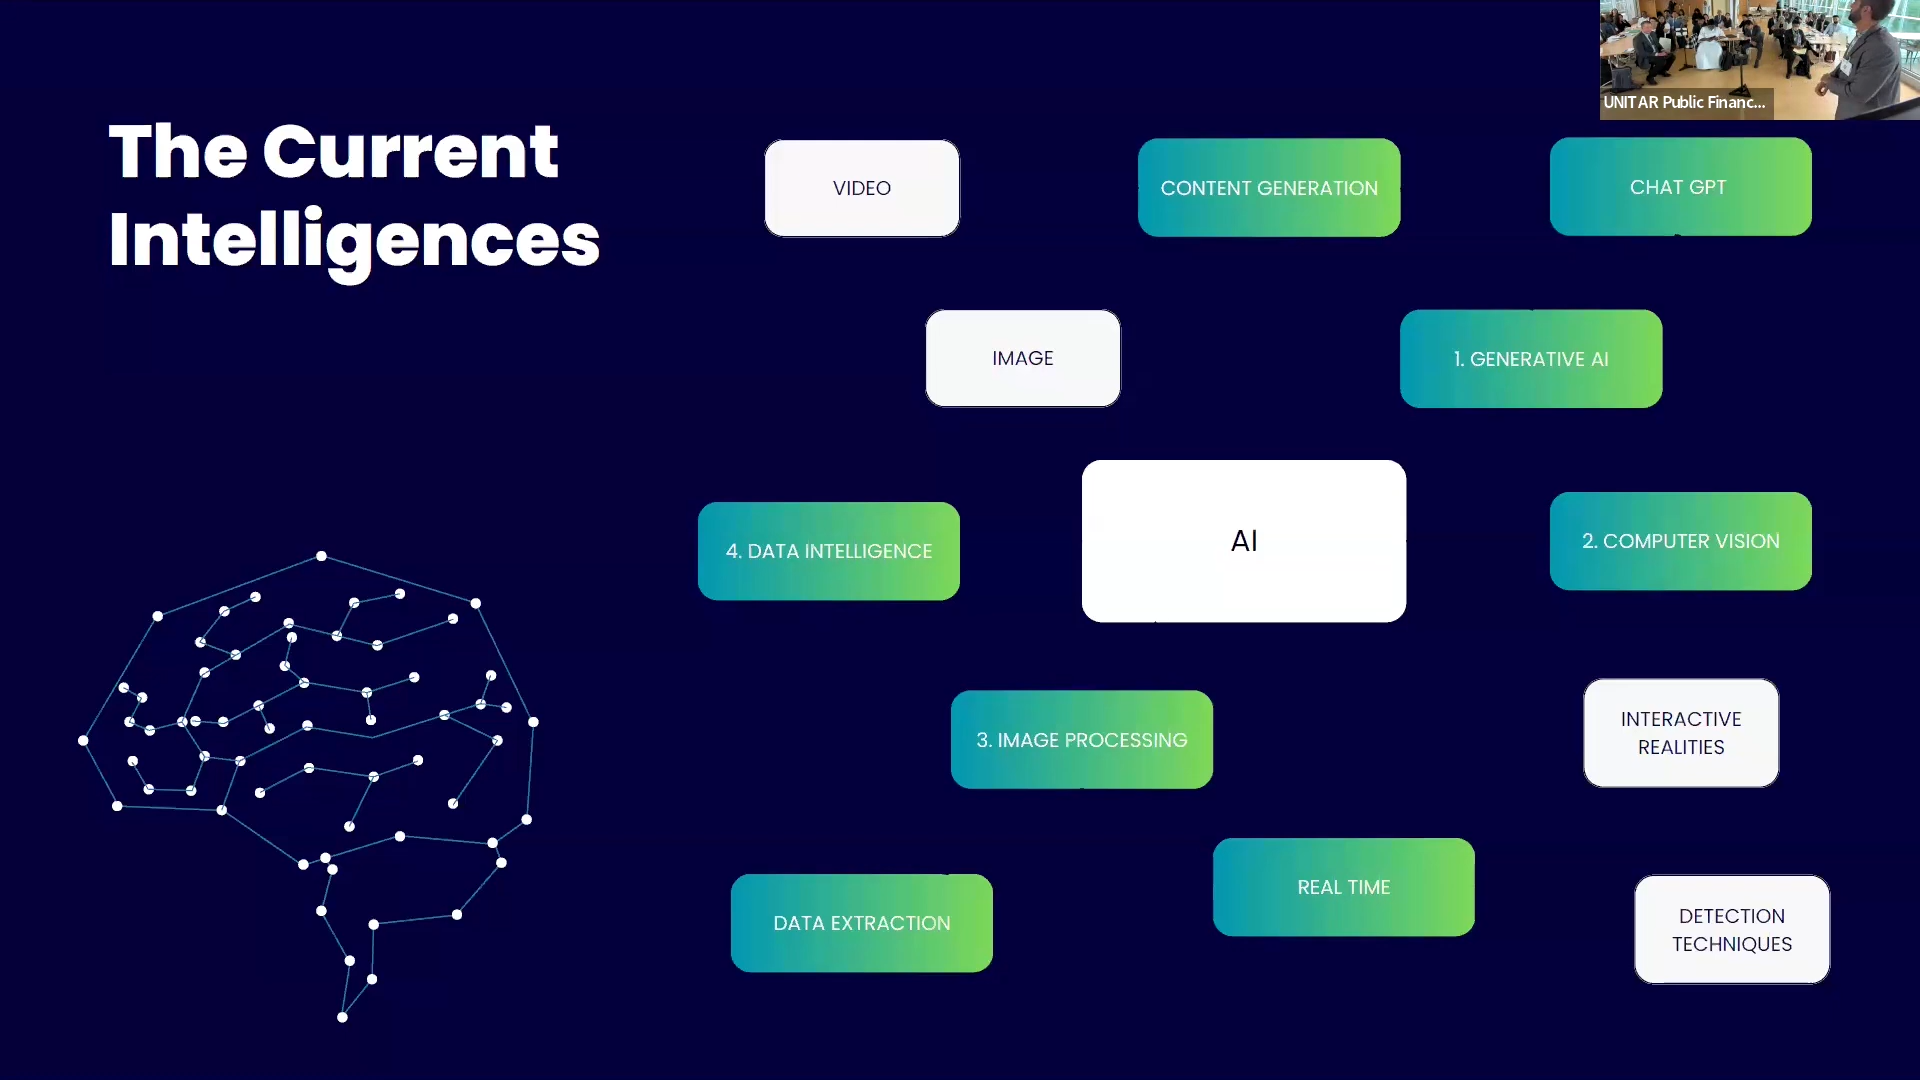 The Current
Intelligences
UNITAR Public Financ...
VIDEO
CONTENT GENERATION
CHAT GPT
IMAGE
1. GENERATIVE AI
4. DATA INTELLIGENCE
AI
2. COMPUTER VISION
3. IMAGE PROCESSING
INTERACTIVE
REALITIES
REAL TIME
DATA EXTRACTION
DETECTION
TECHNIQUES